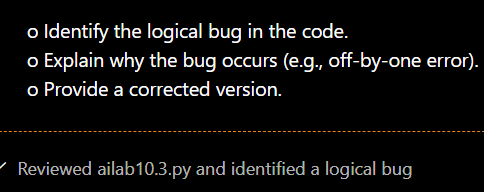 o Identify the logical bug in the code.
o Explain why the bug occurs (e.g., off-by-one error).
o Provide a corrected version.
Reviewed ailab10.3.py and identified a logical bug